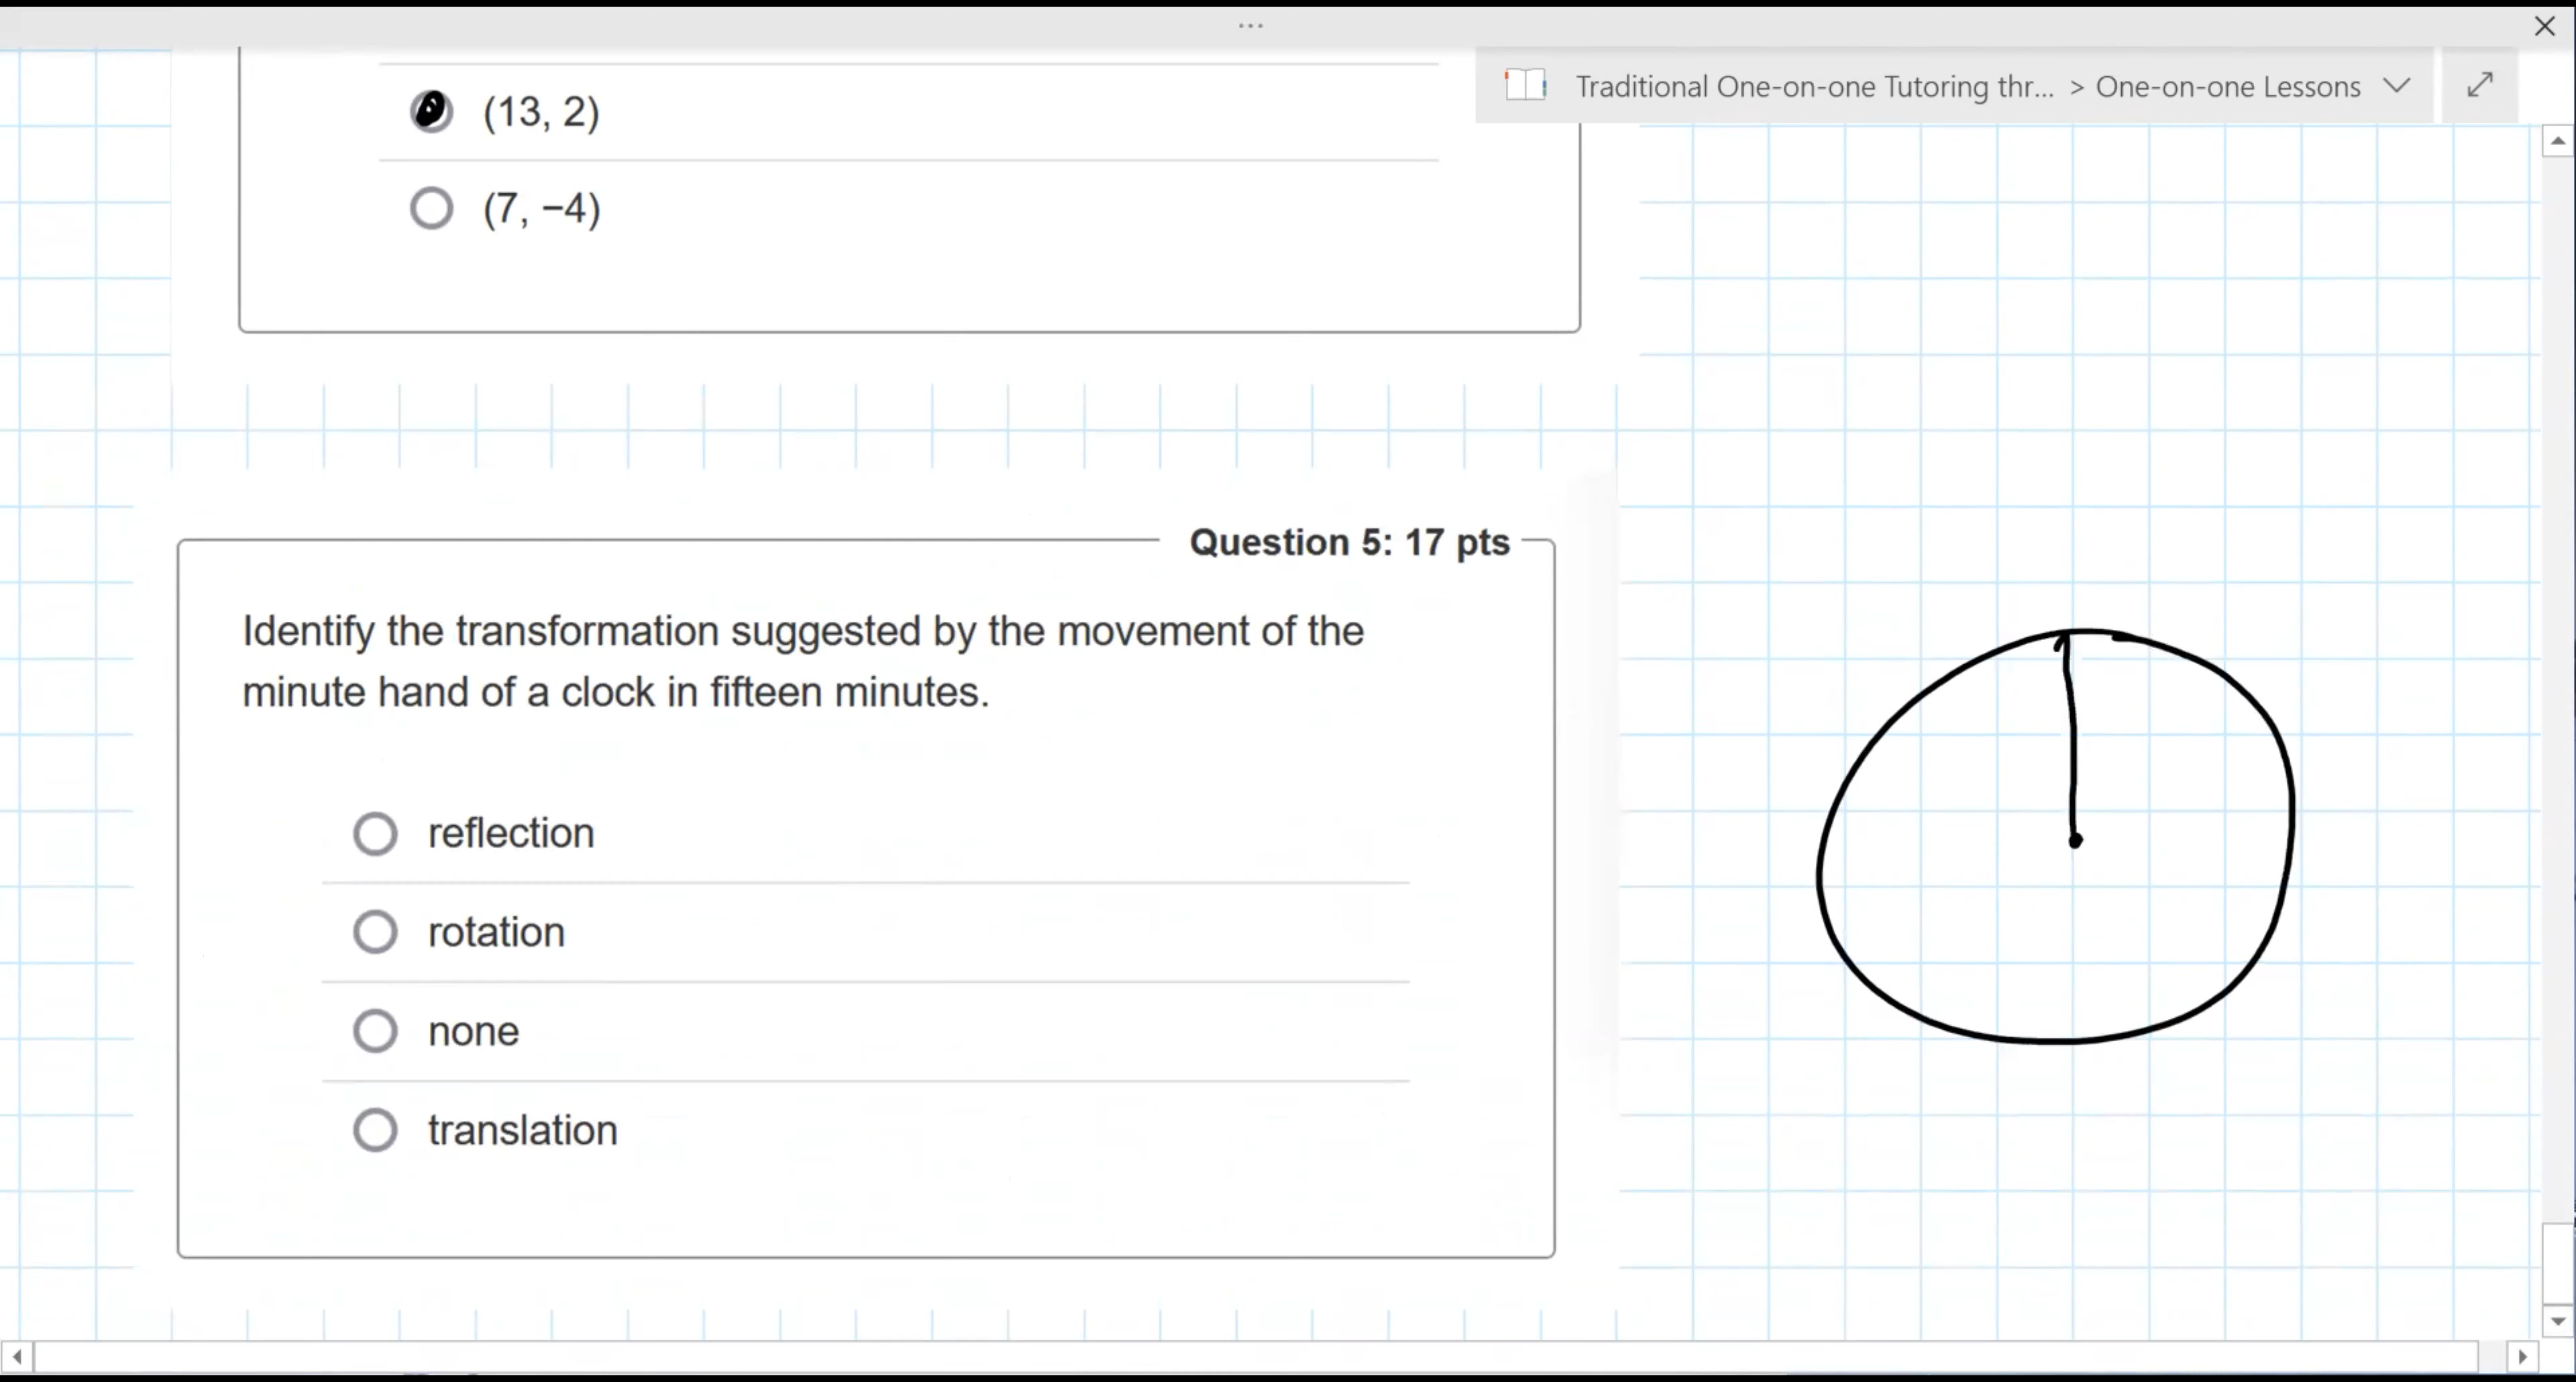 Traditional One-on-one Tutoring thr... > One-on-one Lessons
(13, 2)
(7, −4)
Question 5: 17 pts
Identify the transformation suggested by the movement of the
minute hand of a clock in fifteen minutes.
reflection
rotation
none
translation